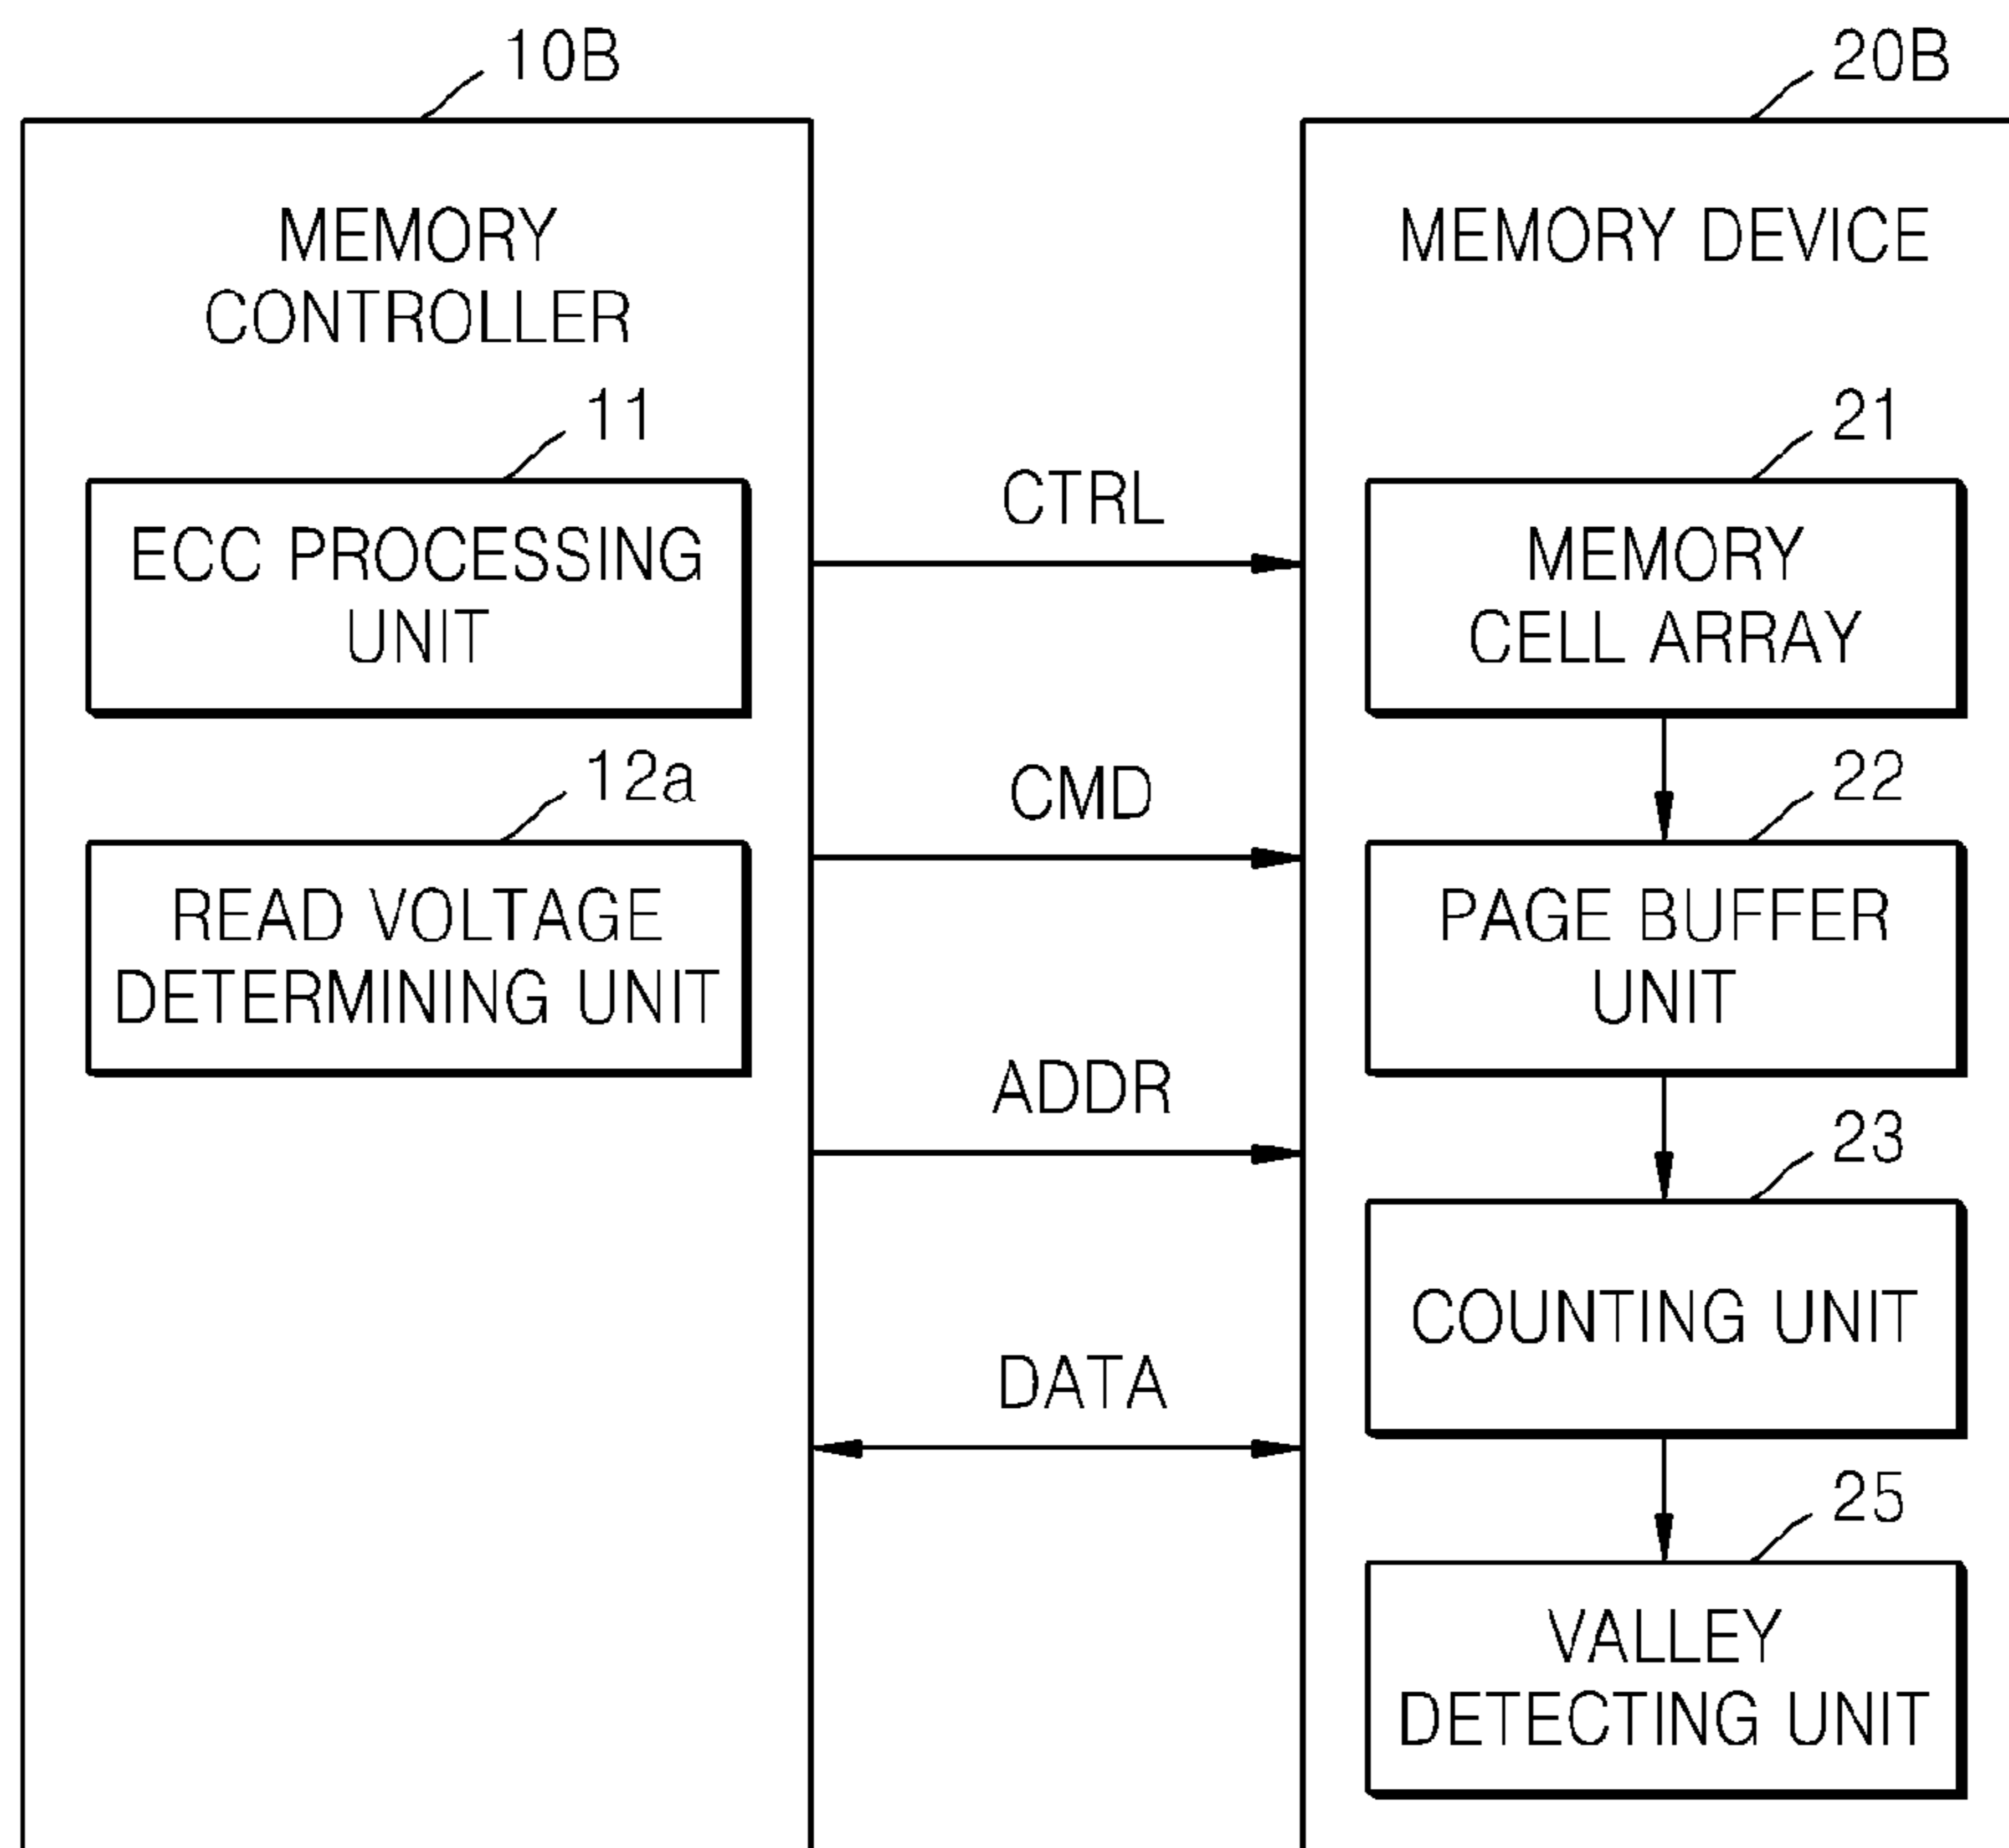 10B
MEMORY
CONTROLLER
11
ECC PROCESSING
UNIT
12a
READ VOLTAGE
DETERMINING UNIT
CTRL
CMD
ADDR
DATA
20B
MEMORY DEVICE
21
MEMORY
CELL ARRAY
22
PAGE BUFFER
UNIT
23
COUNTING UNIT
25
VALLEY
DETECTING UNIT